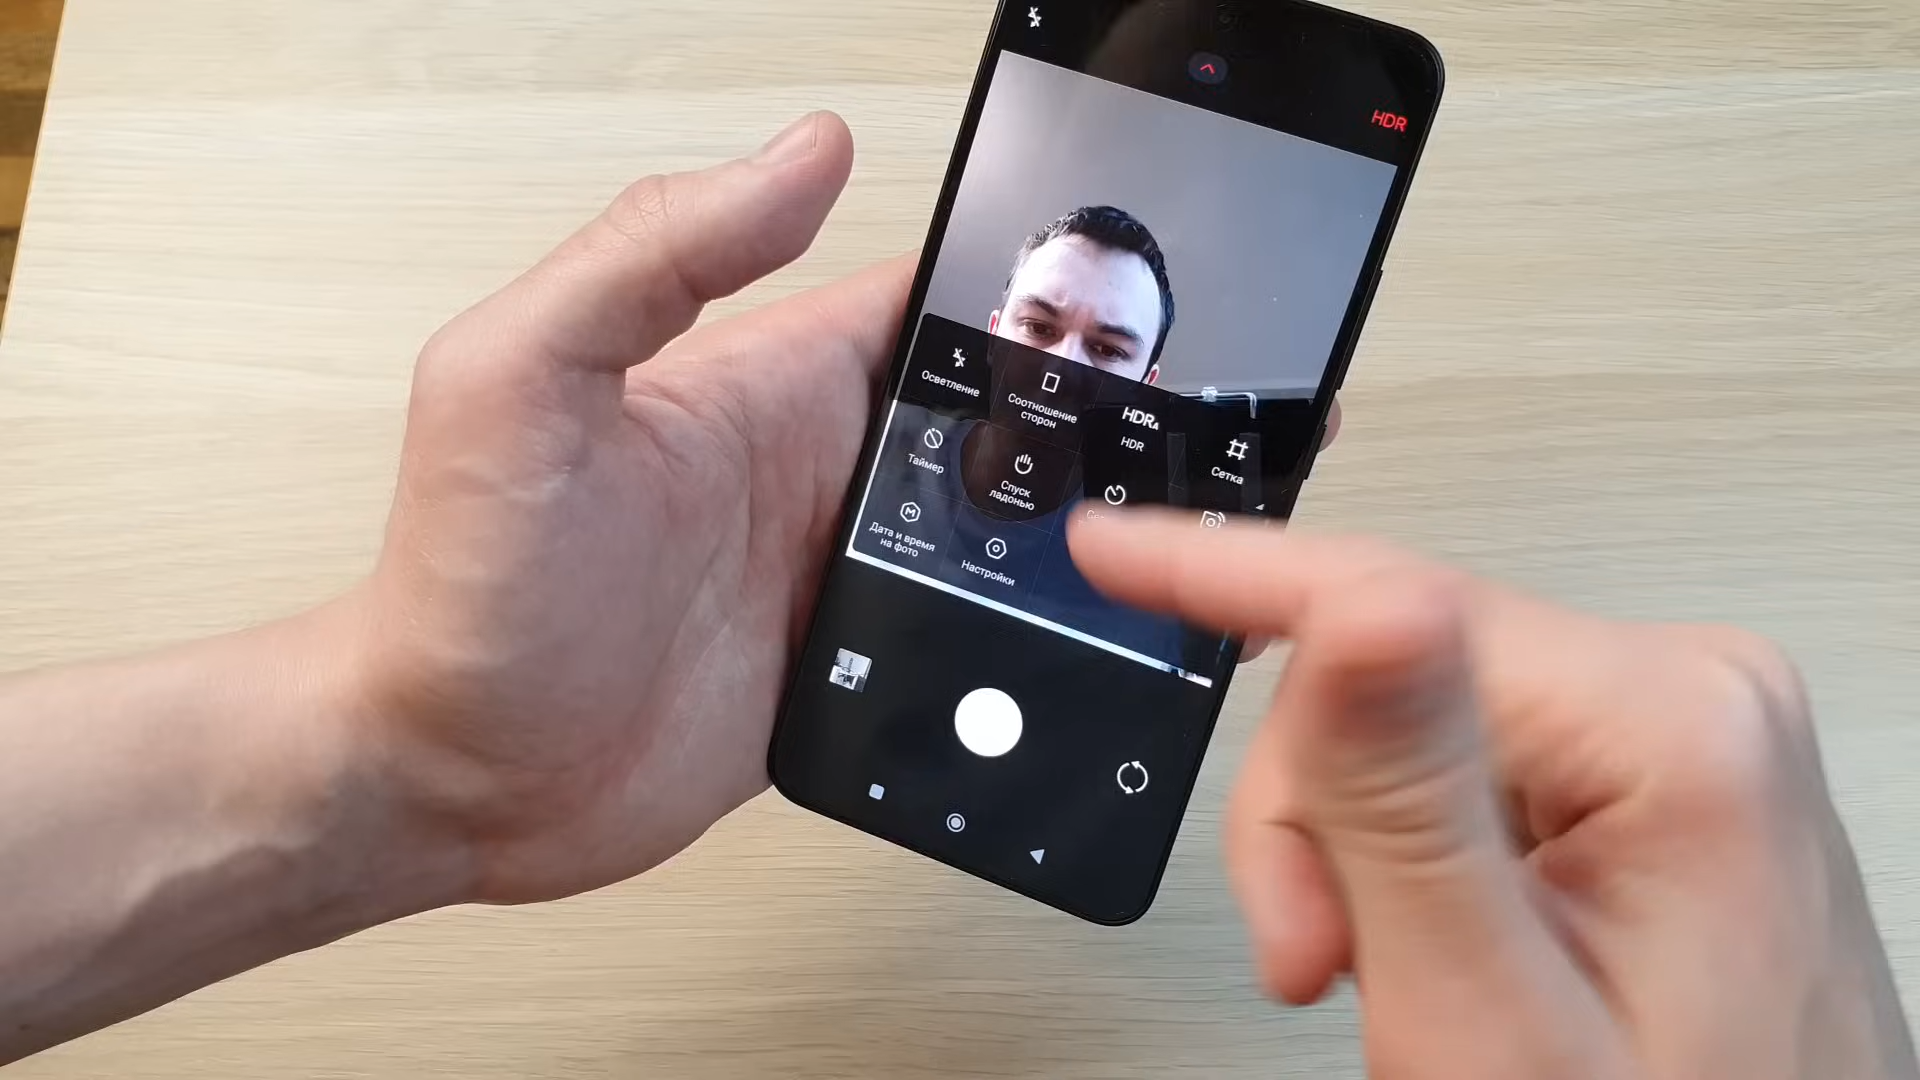 HDR
Осветление
Соотношение
сторон
HDR
HDR
Сетка
Таймер
Спуск
ладонью
Дата и время
на фото
Настройки